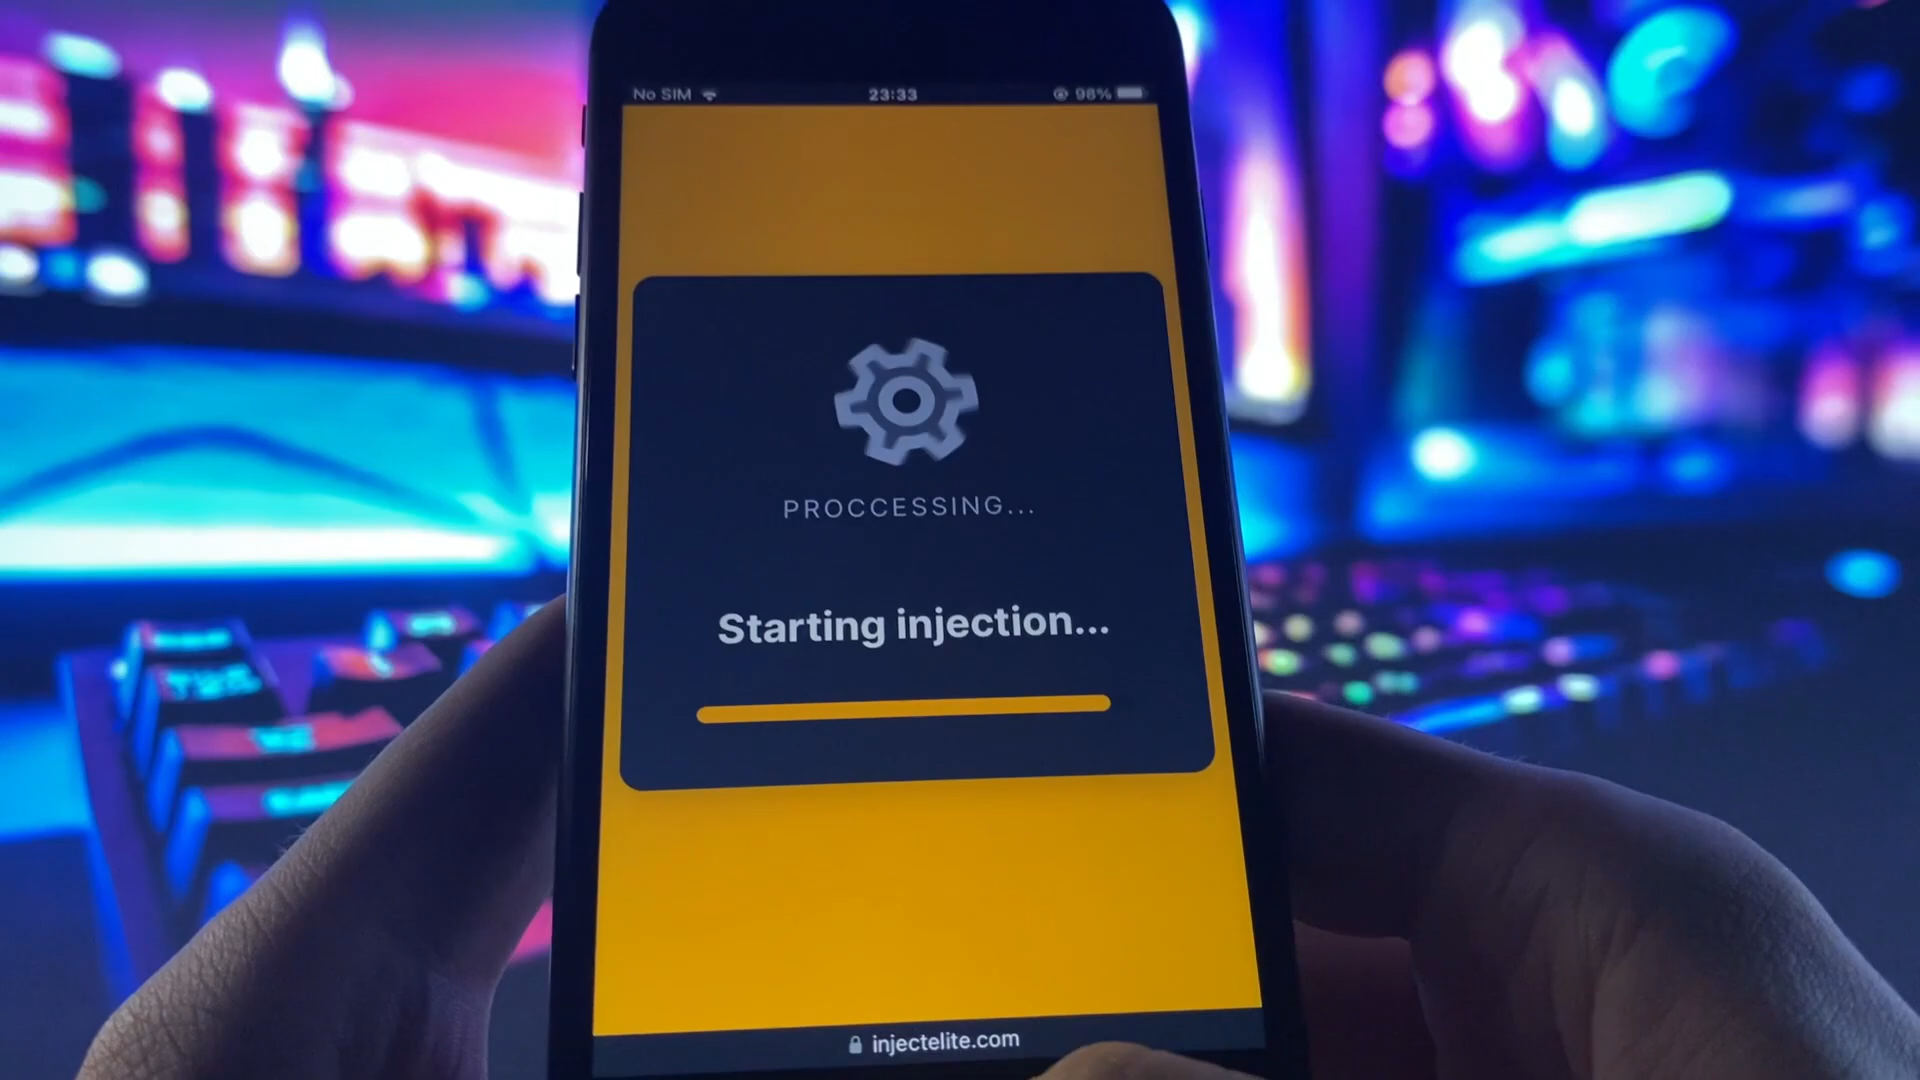 No SIM 23:33 98%
PROCCESSING...
Starting injection...
injectelite.com